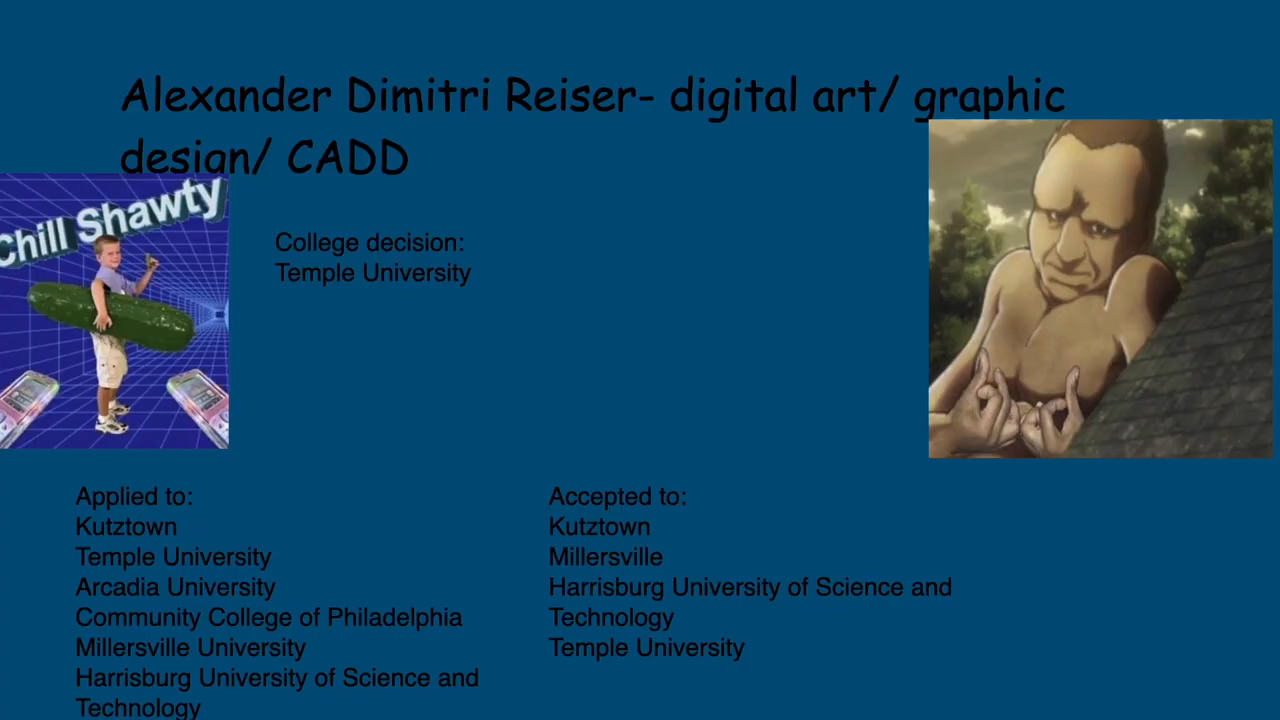 Alexander Dimitri Reiser- digital art/ graphic
design/ CADD
Chill Shawty
College decision:
Temple University
Applied to:
Kutztown
Temple University
Arcadia University
Community College of Philadelphia
Millersville University
Harrisburg University of Science and
Technology
Accepted to:
Kutztown
Millersville
Harrisburg University of Science and
Technology
Temple University